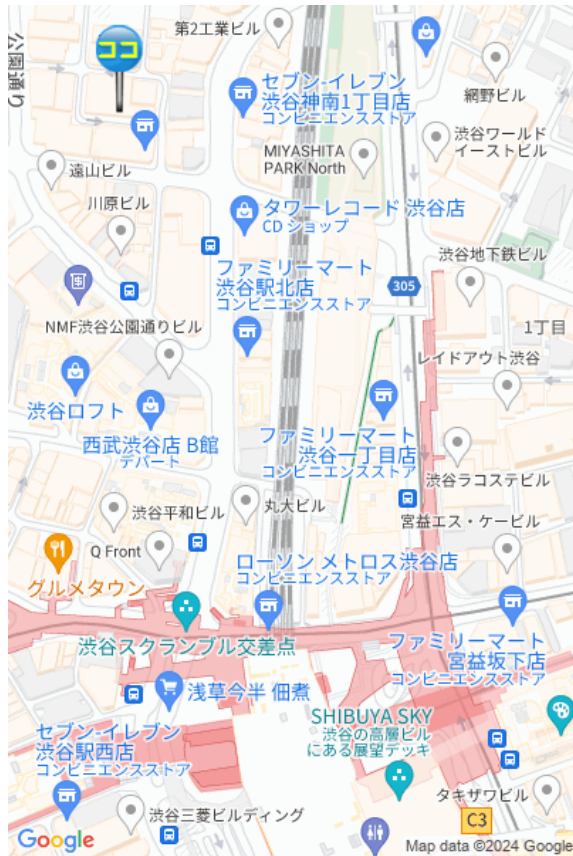 第2工業ビル
ココ
公園通り
セブン-イレブン
渋谷神南1丁目店
コンビニエンスストア
網野ビル
渋谷ワールド
イーストビル
MIYASHITA
PARK North
遠山ビル
川原ビル
タワーレコード 渋谷店
CD ショップ
渋谷地下鉄ビル
ファミリーマート
渋谷駅北店
コンビニエンスストア
305
NMF渋谷公園通りビル
1丁目
レイドアウト渋谷
渋谷ロフト
西武渋谷店 B館
デパート
ファミリーマート
渋谷一丁目店
コンビニエンスストア
渋谷ラコステビル
丸大ビル
渋谷平和ビル
宮益エス・ケービル
Q Front
グルメタウン
ローソン メトロス渋谷店
コンビニエンスストア
渋谷スクランブル交差点
ファミリーマート
宮益坂下店
コンビニエンスストア
浅草今半 佃煮
SHIBUYA SKY
渋谷の高層ビル
にある展望デッキ
セブン-イレブン
渋谷駅西店
コンビニエンスストア
タキザワビル
渋谷三菱ビルディング
C3
Google
Map data ©2024 Google